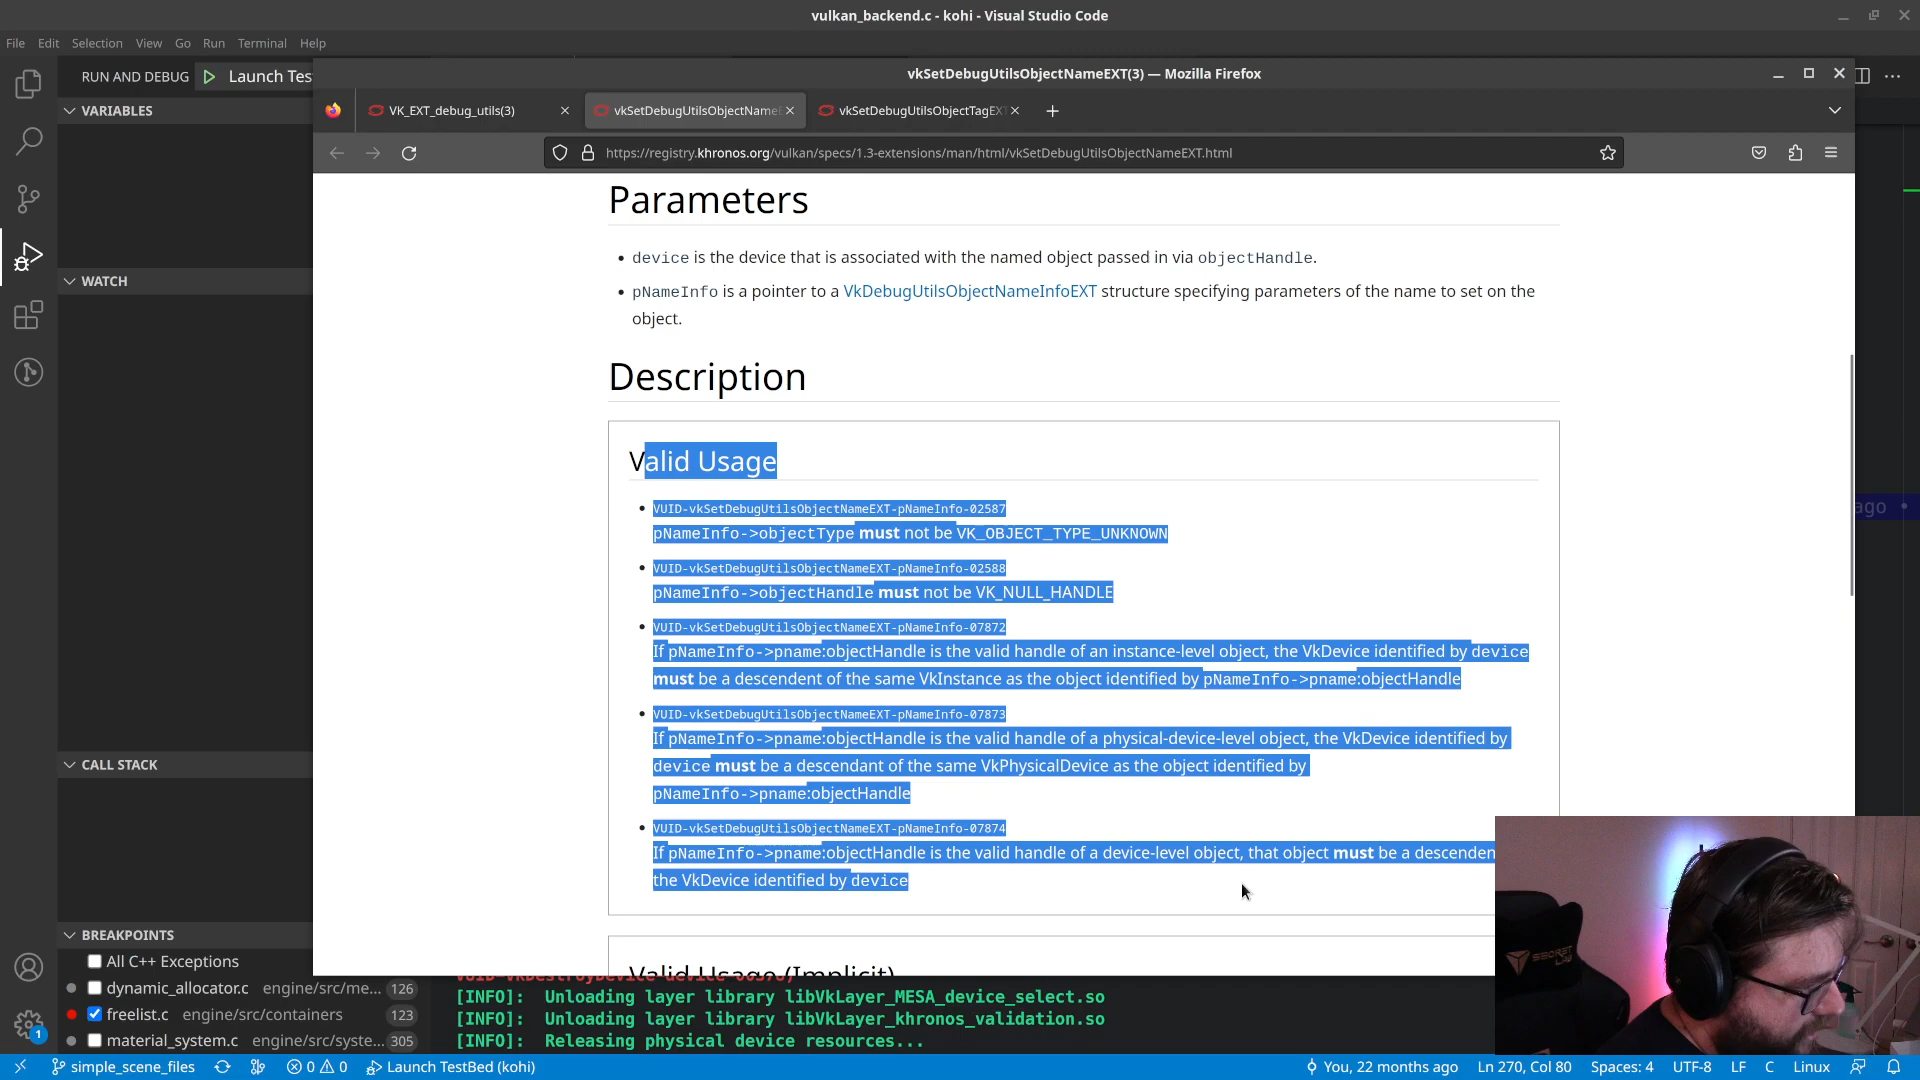 vulkan_backend.c - kohi - Visual Studio Code
File Edit Selection View Go Run Terminal Help
RUN AND DEBUG Launch Tes
vkSetDebugUtilsObjectNameEXT(3) — Mozilla Firefox
VK_EXT_debug_utils(3)
vkSetDebugUtilsObjectName
vkSetDebugUtilsObjectTagEX
https://registry.khronos.org/vulkan/specs/1.3-extensions/man/html/vkSetDebugUtilsObjectNameEXT.html
VARIABLES
WATCH
CALL STACK
BREAKPOINTS
All C++ Exceptions
dynamic_allocator.c engine/src/me... 126
freelist.c engine/src/containers 123
material_system.c engine/src/syste... 305
Parameters
device is the device that is associated with the named object passed in via objectHandle.
pNameInfo is a pointer to a VkDebugUtilsObjectNameInfoEXT structure specifying parameters of the name to set on the
object.
Description
Valid Usage
VUID-vkSetDebugUtilsObjectNameEXT-pNameInfo-02587
pNameInfo->objectType must not be VK_OBJECT_TYPE_UNKNOWN
VUID-vkSetDebugUtilsObjectNameEXT-pNameInfo-02588
pNameInfo->objectHandle must not be VK_NULL_HANDLE
VUID-vkSetDebugUtilsObjectNameEXT-pNameInfo-07872
If pNameInfo->pname:objectHandle is the valid handle of an instance-level object, the VkDevice identified by device
must be a descendent of the same VkInstance as the object identified by pNameInfo->pname:objectHandle
VUID-vkSetDebugUtilsObjectNameEXT-pNameInfo-07873
If pNameInfo->pname:objectHandle is the valid handle of a physical-device-level object, the VkDevice identified by
device must be a descendant of the same VkPhysicalDevice as the object identified by
pNameInfo->pname:objectHandle
VUID-vkSetDebugUtilsObjectNameEXT-pNameInfo-07874
If pNameInfo->pname:objectHandle is the valid handle of a device-level object, that object must be a descenden
the VkDevice identified by device
Valid Usage (Implicit)
ago
[INFO]: Unloading layer library libVkLayer_MESA_device_select.so
[INFO]: Unloading layer library libVkLayer_khronos_validation.so
[INFO]: Releasing physical device resources...
1
simple_scene_files 0 0 Launch TestBed (kohi) You, 22 months ago Ln 270, Col 80 Spaces: 4 UTF-8 LF C Linux